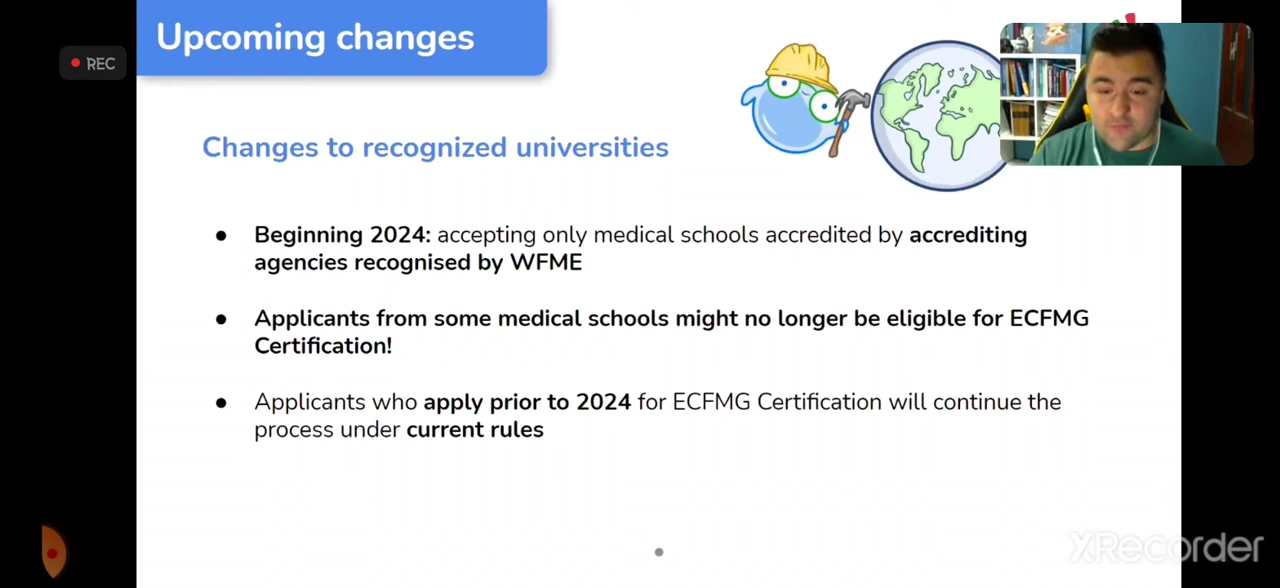 Upcoming changes
REC
Changes to recognized universities
● Beginning 2024: accepting only medical schools accredited by accrediting
agencies recognised by WFME
● Applicants from some medical schools might no longer be eligible for ECFMG
Certification!
● Applicants who apply prior to 2024 for ECFMG Certification will continue the
process under current rules
XRecorder